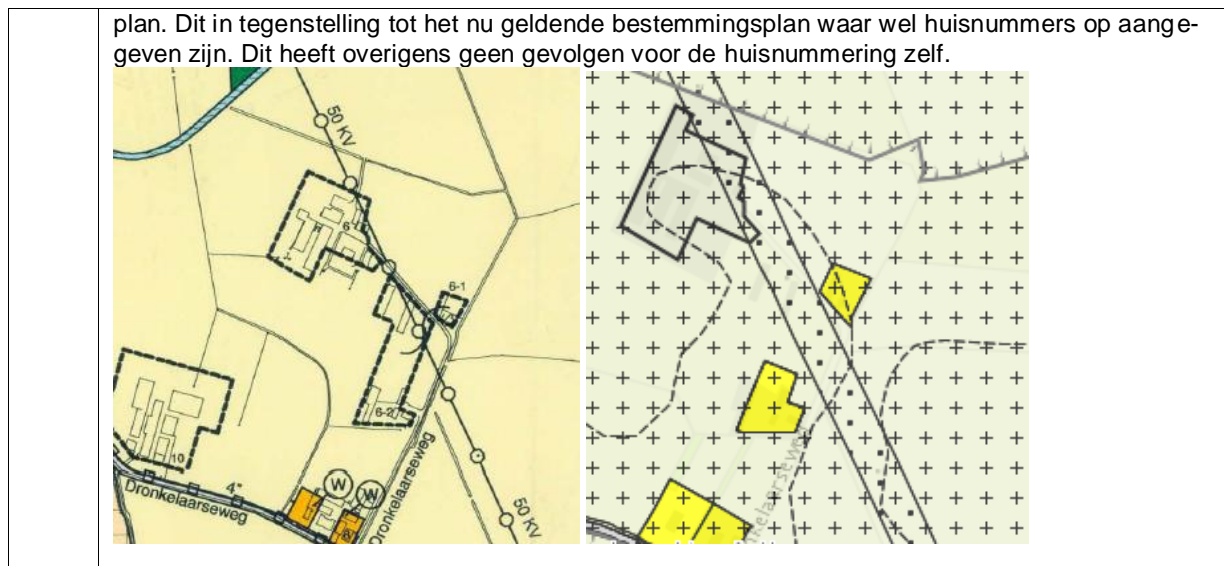 plan. Dit in tegenstelling tot het nu geldende bestemmingsplan waar wel huisnummers op aange-
geven zijn. Dit heeft overigens geen gevolgen voor de huisnummering zelf.
50 KV
6
6-1
6-2
10
4"
Dronkelaarseweg
W
W
8
Dronkelaarseweg
50 KV
nkelaarseweg